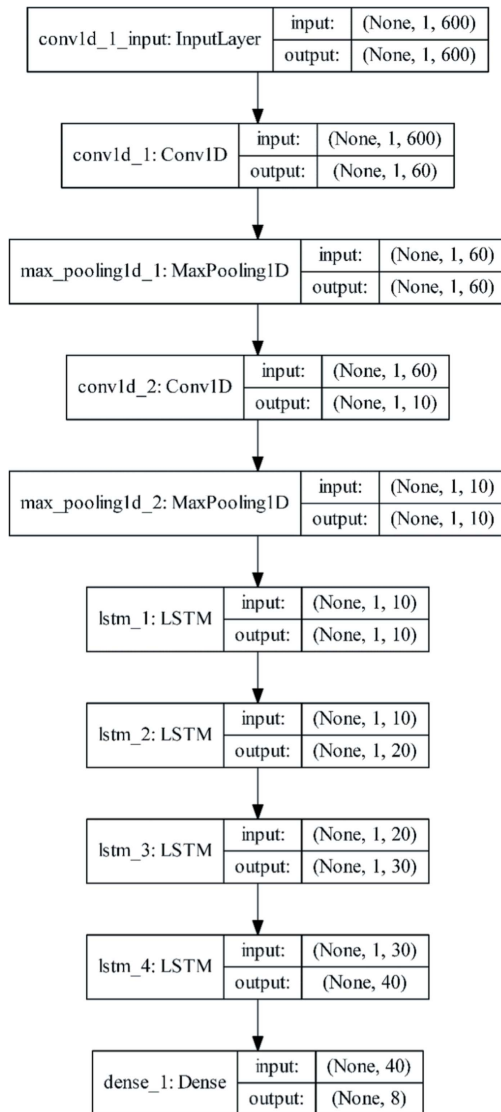 conv1d_1_input: InputLayer
input: (None, 1, 600)
output: (None, 1, 600)
conv1d_1: Conv1D
input: (None, 1, 600)
output: (None, 1, 60)
max_pooling1d_1: MaxPooling1D
input: (None, 1, 60)
output: (None, 1, 60)
conv1d_2: Conv1D
input: (None, 1, 60)
output: (None, 1, 10)
max_pooling1d_2: MaxPooling1D
input: (None, 1, 10)
output: (None, 1, 10)
lstm_1: LSTM
input: (None, 1, 10)
output: (None, 1, 10)
lstm_2: LSTM
input: (None, 1, 10)
output: (None, 1, 20)
lstm_3: LSTM
input: (None, 1, 20)
output: (None, 1, 30)
lstm_4: LSTM
input: (None, 1, 30)
output: (None, 40)
dense_1: Dense
input: (None, 40)
output: (None, 8)